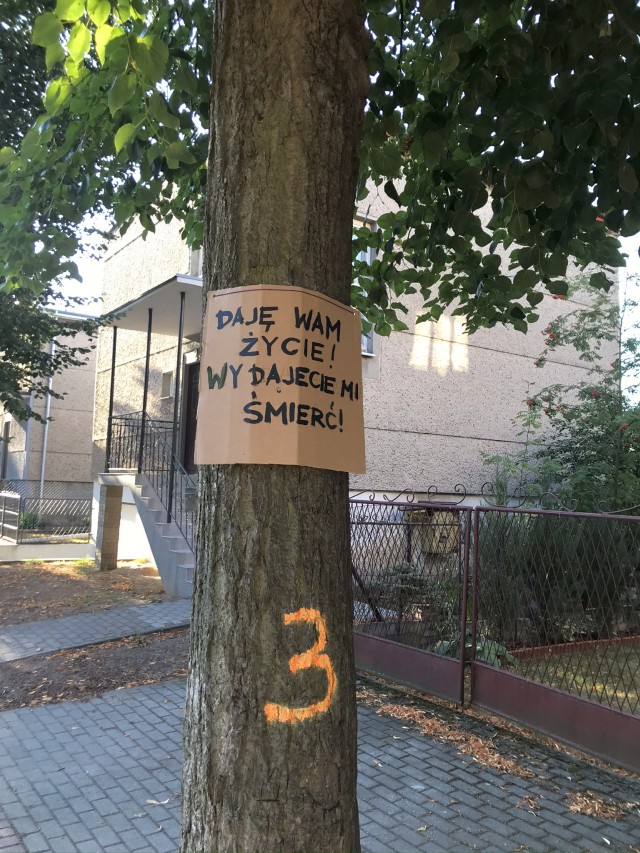 DAJĘ WAM
ŻYCIE!
WY DAJECIE MI
ŚMIERĆ!
3